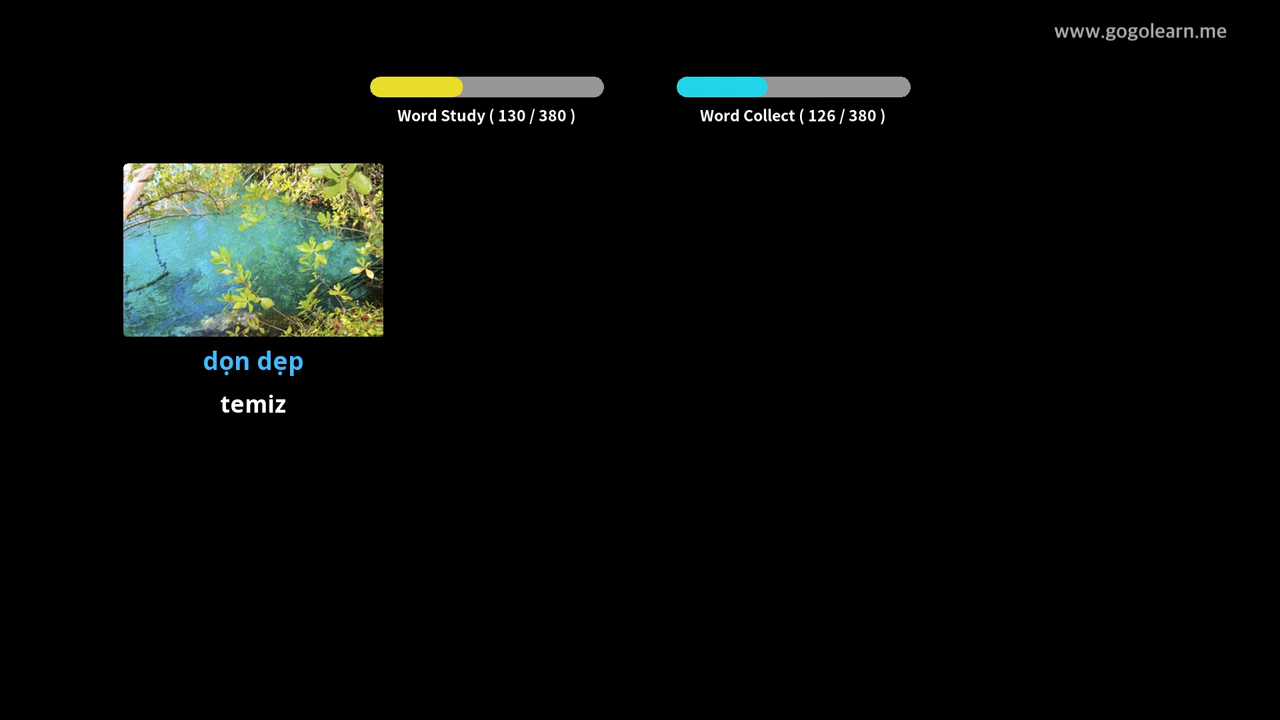 www.gogolearn.me
Word Study ( 130 / 380 )
Word Collect ( 126 / 380 )
dọn dẹp
temiz